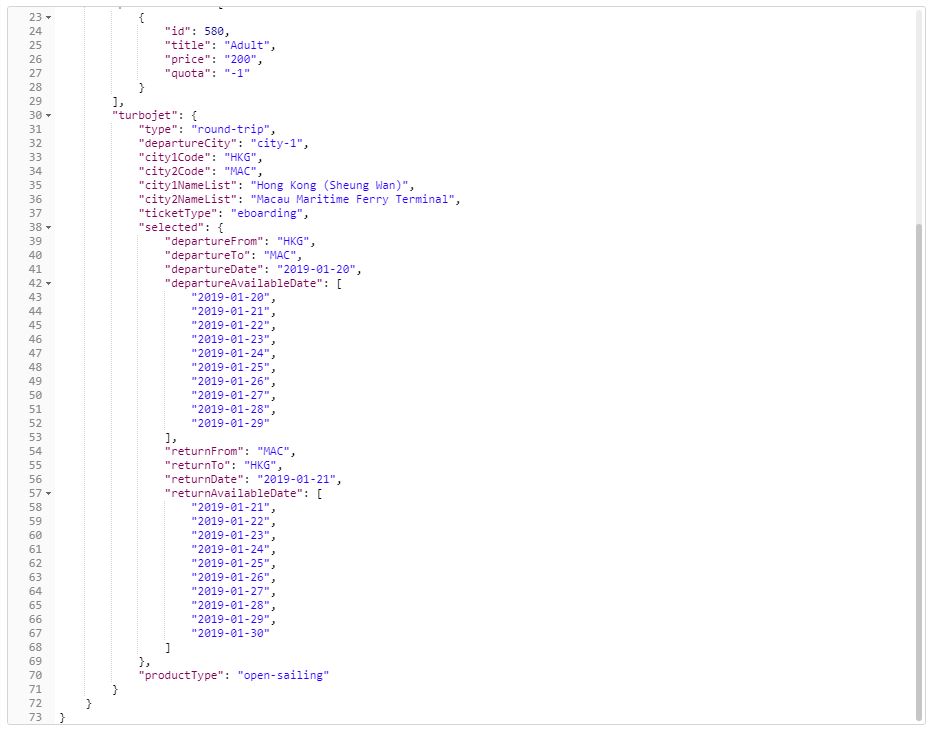 23 {
24 "id": 580,
25 "title": "Adult",
26 "price": "200",
27 "quota": "-1"
28 }
29 ],
30 "turbojet": {
31 "type": "round-trip",
32 "departureCity": "city-1",
33 "city1Code": "HKG",
34 "city2Code": "MAC",
35 "city1NameList": "Hong Kong (Sheung Wan)",
36 "city2NameList": "Macau Maritime Ferry Terminal",
37 "ticketType": "eboarding",
38 "selected": {
39 "departureFrom": "HKG",
40 "departureTo": "MAC",
41 "departureDate": "2019-01-20",
42 "departureAvailableDate": [
43 "2019-01-20",
44 "2019-01-21",
45 "2019-01-22",
46 "2019-01-23",
47 "2019-01-24",
48 "2019-01-25",
49 "2019-01-26",
50 "2019-01-27",
51 "2019-01-28",
52 "2019-01-29"
53 ],
54 "returnFrom": "MAC",
55 "returnTo": "HKG",
56 "returnDate": "2019-01-21",
57 "returnAvailableDate": [
58 "2019-01-21",
59 "2019-01-22",
60 "2019-01-23",
61 "2019-01-24",
62 "2019-01-25",
63 "2019-01-26",
64 "2019-01-27",
65 "2019-01-28",
66 "2019-01-29",
67 "2019-01-30"
68 ]
69 },
70 "productType": "open-sailing"
71 }
72 }
73 }